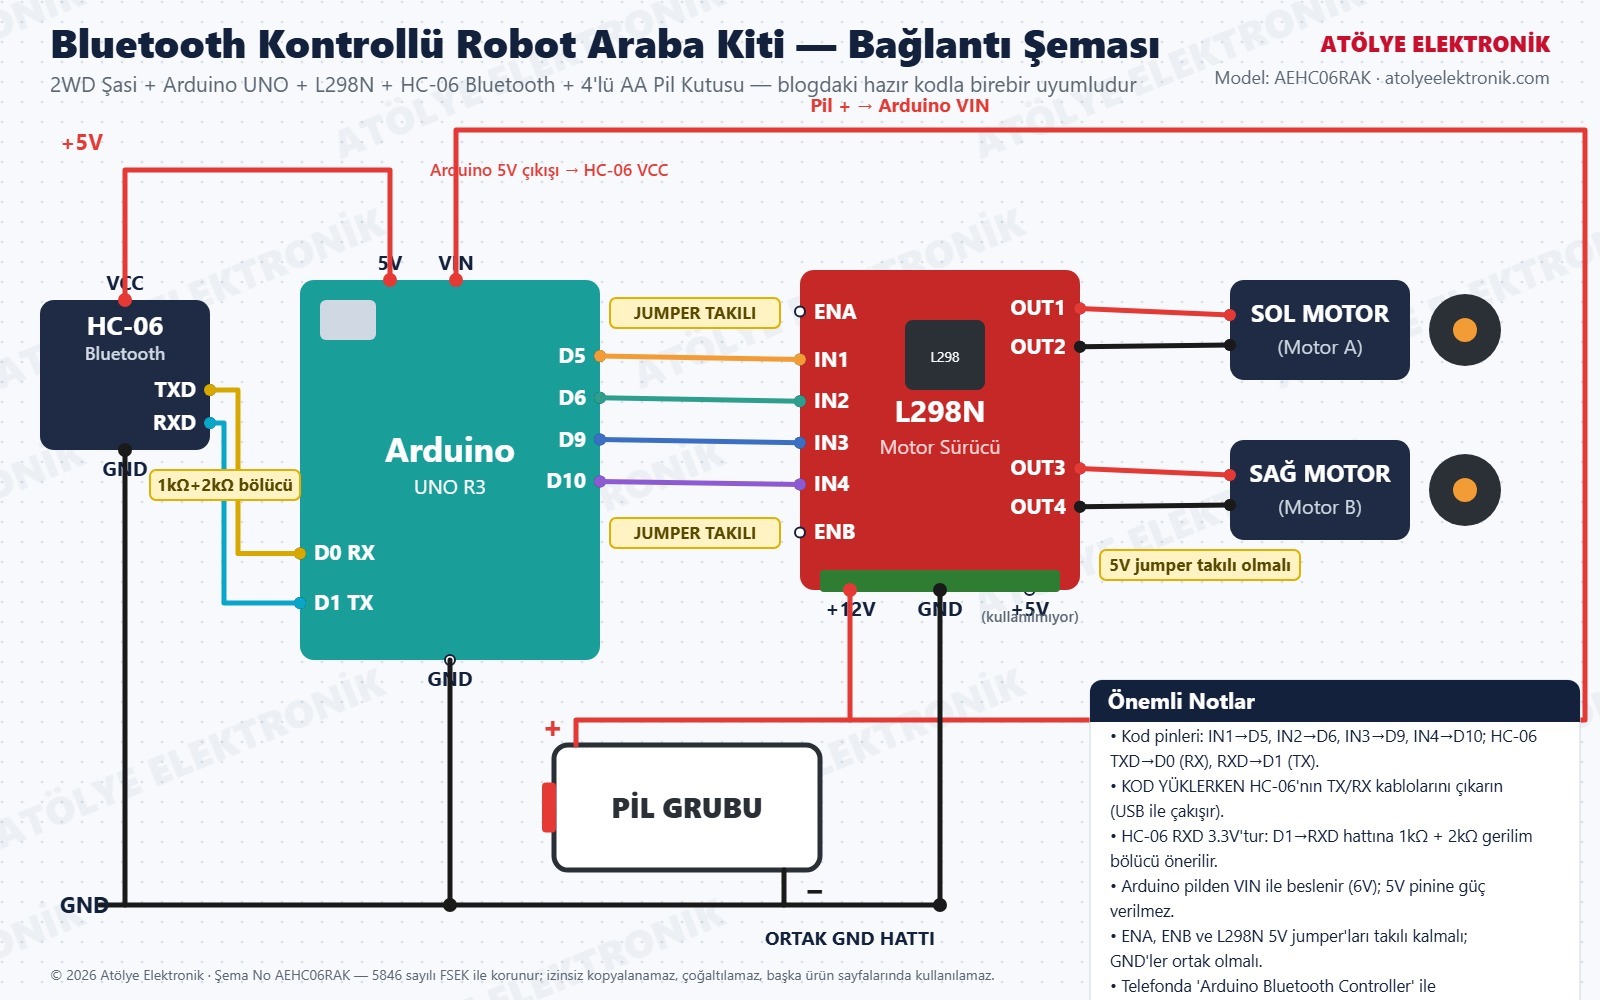 Bluetooth Kontrollü Robot Araba Kiti — Bağlantı Şeması
ATÖLYE ELEKTRONİK
2WD Şasi + Arduino UNO + L298N + HC-06 Bluetooth + 4'lü AA Pil Kutusu — blogdaki hazır kodla birebir uyumludur
Model: AEHC06RAK · atolyeelektronik.com
Pil + → Arduino VIN
+5V
Arduino 5V çıkışı → HC-06 VCC
5V
VIN
VCC
HC-06
Bluetooth
TXD
RXD
GND
1kΩ+2kΩ bölücü
Arduino
UNO R3
D5
D6
D9
D10
D0 RX
D1 TX
GND
JUMPER TAKILI
JUMPER TAKILI
ENA
IN1
IN2
IN3
IN4
ENB
L298
L298N
Motor Sürücü
OUT1
OUT2
OUT3
OUT4
+12V
GND
+5V
(kullanılmıyor)
SOL MOTOR
(Motor A)
SAĞ MOTOR
(Motor B)
5V jumper takılı olmalı
+
PİL GRUBU
−
GND
ORTAK GND HATTI
Önemli Notlar
• Kod pinleri: IN1→D5, IN2→D6, IN3→D9, IN4→D10; HC-06
TXD→D0 (RX), RXD→D1 (TX).
• KOD YÜKLERKEN HC-06'nın TX/RX kablolarını çıkarın
(USB ile çakışır).
• HC-06 RXD 3.3V'tur: D1→RXD hattına 1kΩ + 2kΩ gerilim
bölücü önerilir.
• Arduino pilden VIN ile beslenir (6V); 5V pinine güç
verilmez.
• ENA, ENB ve L298N 5V jumper'ları takılı kalmalı;
GND'ler ortak olmalı.
• Telefonda 'Arduino Bluetooth Controller' ile
© 2026 Atölye Elektronik · Şema No AEHC06RAK — 5846 sayılı FSEK ile korunur; izinsiz kopyalanamaz, çoğaltılamaz, başka ürün sayfalarında kullanılamaz.